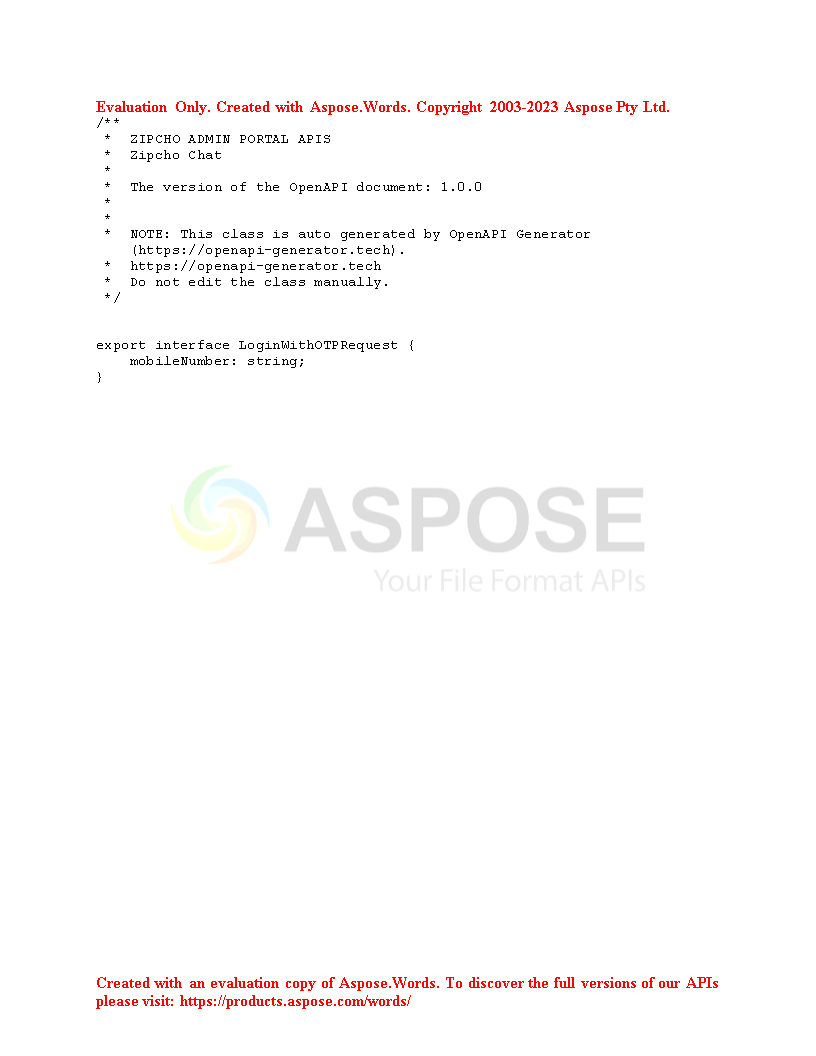 Evaluation Only. Created with Aspose.Words. Copyright 2003-2023 Aspose Pty Ltd.
/**
 *  ZIPCHO ADMIN PORTAL APIS
 *  Zipcho Chat
 *
 *  The version of the OpenAPI document: 1.0.0
 *
 *
 *  NOTE: This class is auto generated by OpenAPI Generator
    (https://openapi-generator.tech).
 *  https://openapi-generator.tech
 *  Do not edit the class manually.
 */
export interface LoginWithOTPRequest {
    mobileNumber: string;
}
ASPOSE
Your File Format APIs
Created with an evaluation copy of Aspose.Words. To discover the full versions of our APIs
please visit: https://products.aspose.com/words/